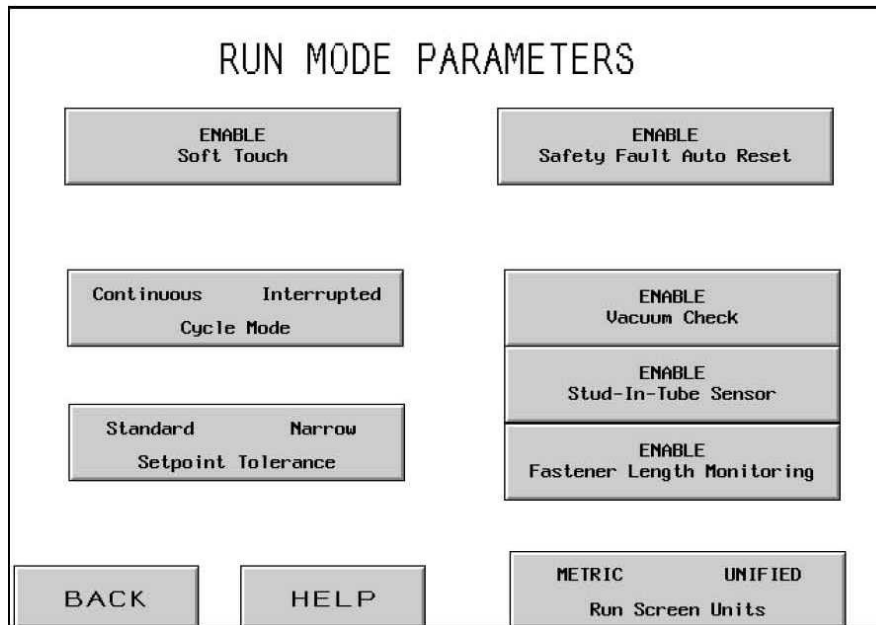 RUN MODE PARAMETERS
ENABLE
Soft Touch
ENABLE
Safety Fault Auto Reset
Continuous Interrupted
Cycle Mode
ENABLE
Vacuum Check
ENABLE
Stud-In-Tube Sensor
Standard Narrow
Setpoint Tolerance
ENABLE
Fastener Length Monitoring
BACK
HELP
METRIC UNIFIED
Run Screen Units